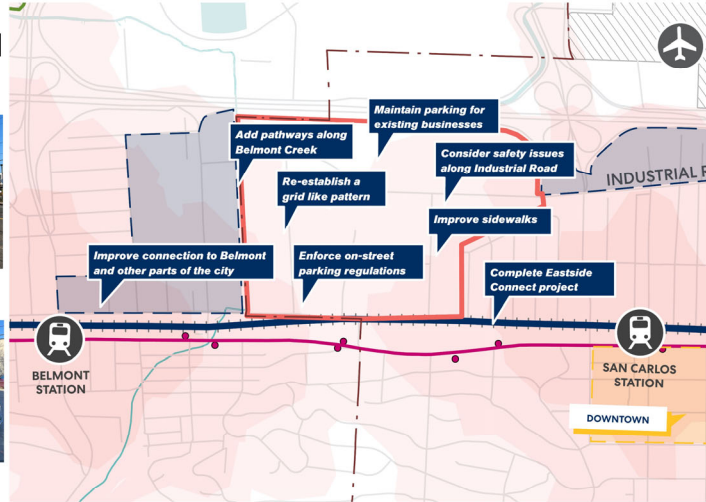 Maintain parking for
existing businesses
Add pathways along
Belmont Creek
Consider safety issues
along Industrial Road
INDUSTRIAL
Re-establish a
grid like pattern
Improve sidewalks
Improve connection to Belmont
and other parts of the city
Enforce on-street
parking regulations
Complete Eastside
Connect project
BELMONT
STATION
SAN CARLOS
STATION
DOWNTOWN